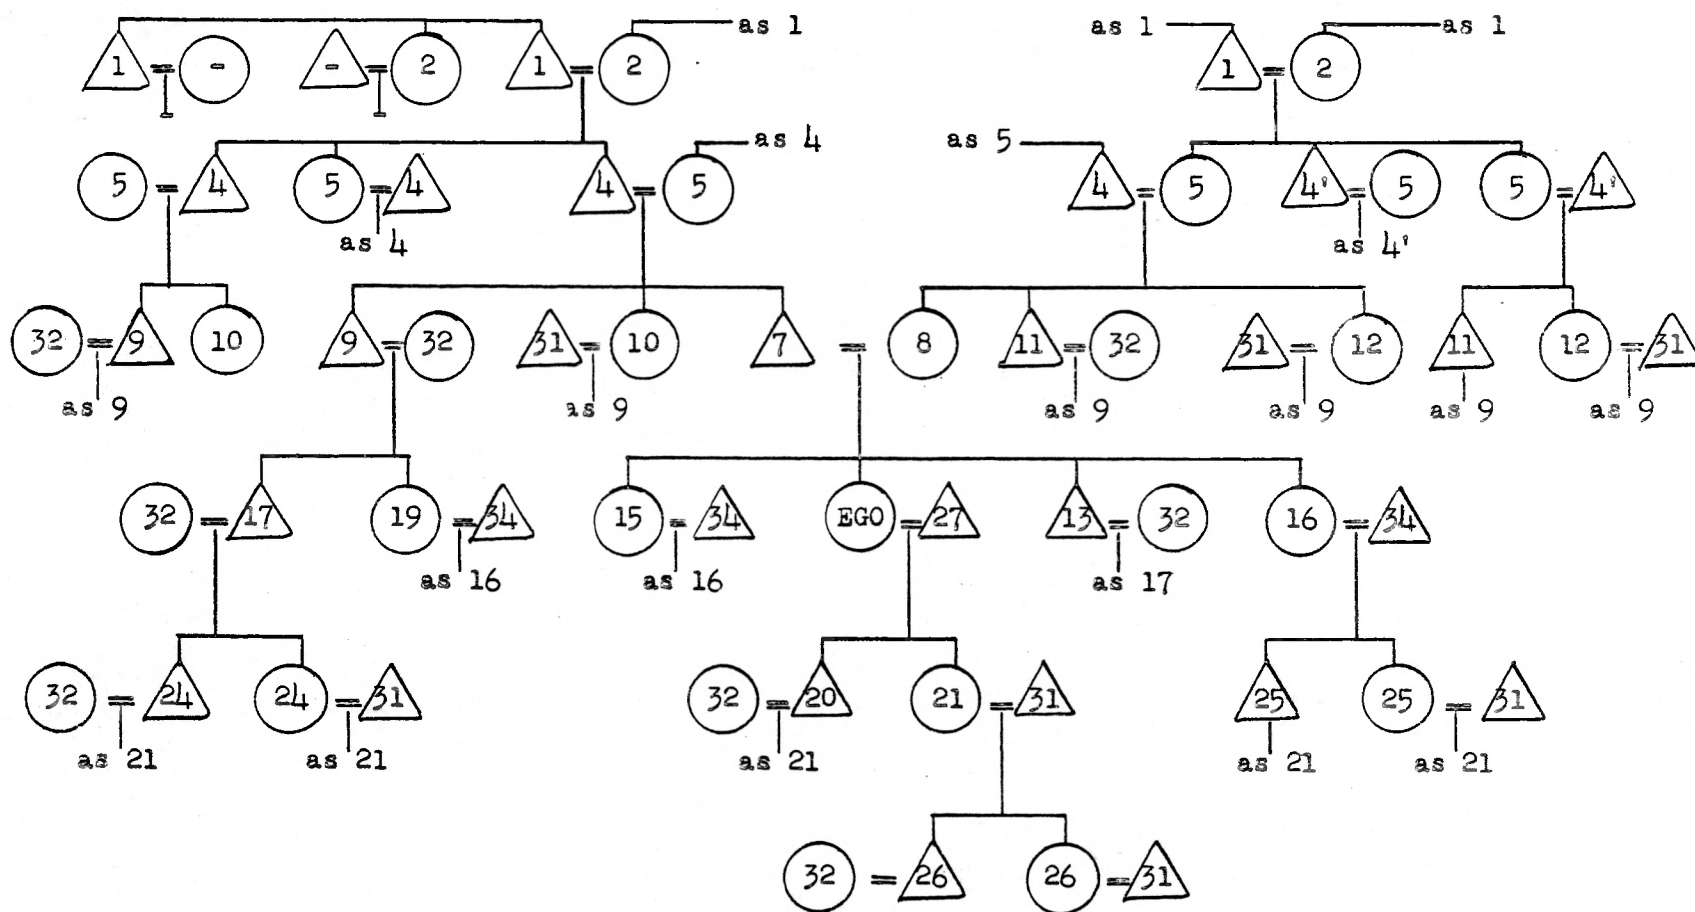 as 1 as 1 as 1
1 = - - = 2 1 = 2 1 = 2
as 4 as 5
5 = 4 5 = 4 4 = 5 4 = 5 4' = 5 5 = 4'
as 4 as 4'
32 = 9 10 9 = 32 31 = 10 7 = 8 11 = 32 31 = 12 11 12 = 31
as 9 as 9 as 9 as 9 as 9 as 9
32 = 17 19 = 34 15 = 34 EGO = 27 13 = 32 16 = 34
as 16 as 16 as 17
32 = 24 24 = 31 32 = 20 21 = 31 25 25 = 31
as 21 as 21 as 21 as 21 as 21
32 = 26 26 = 31